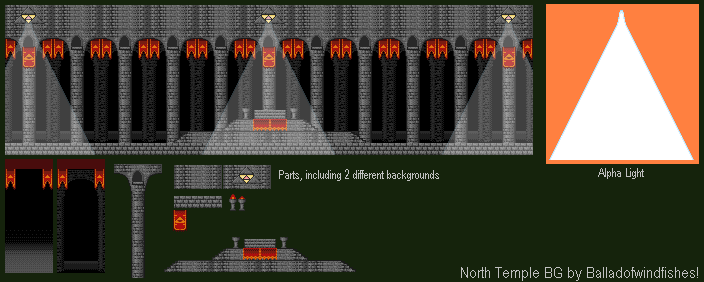 Alpha Light
Parts, including 2 different backgrounds
North Temple BG by Balladofwindfishes!